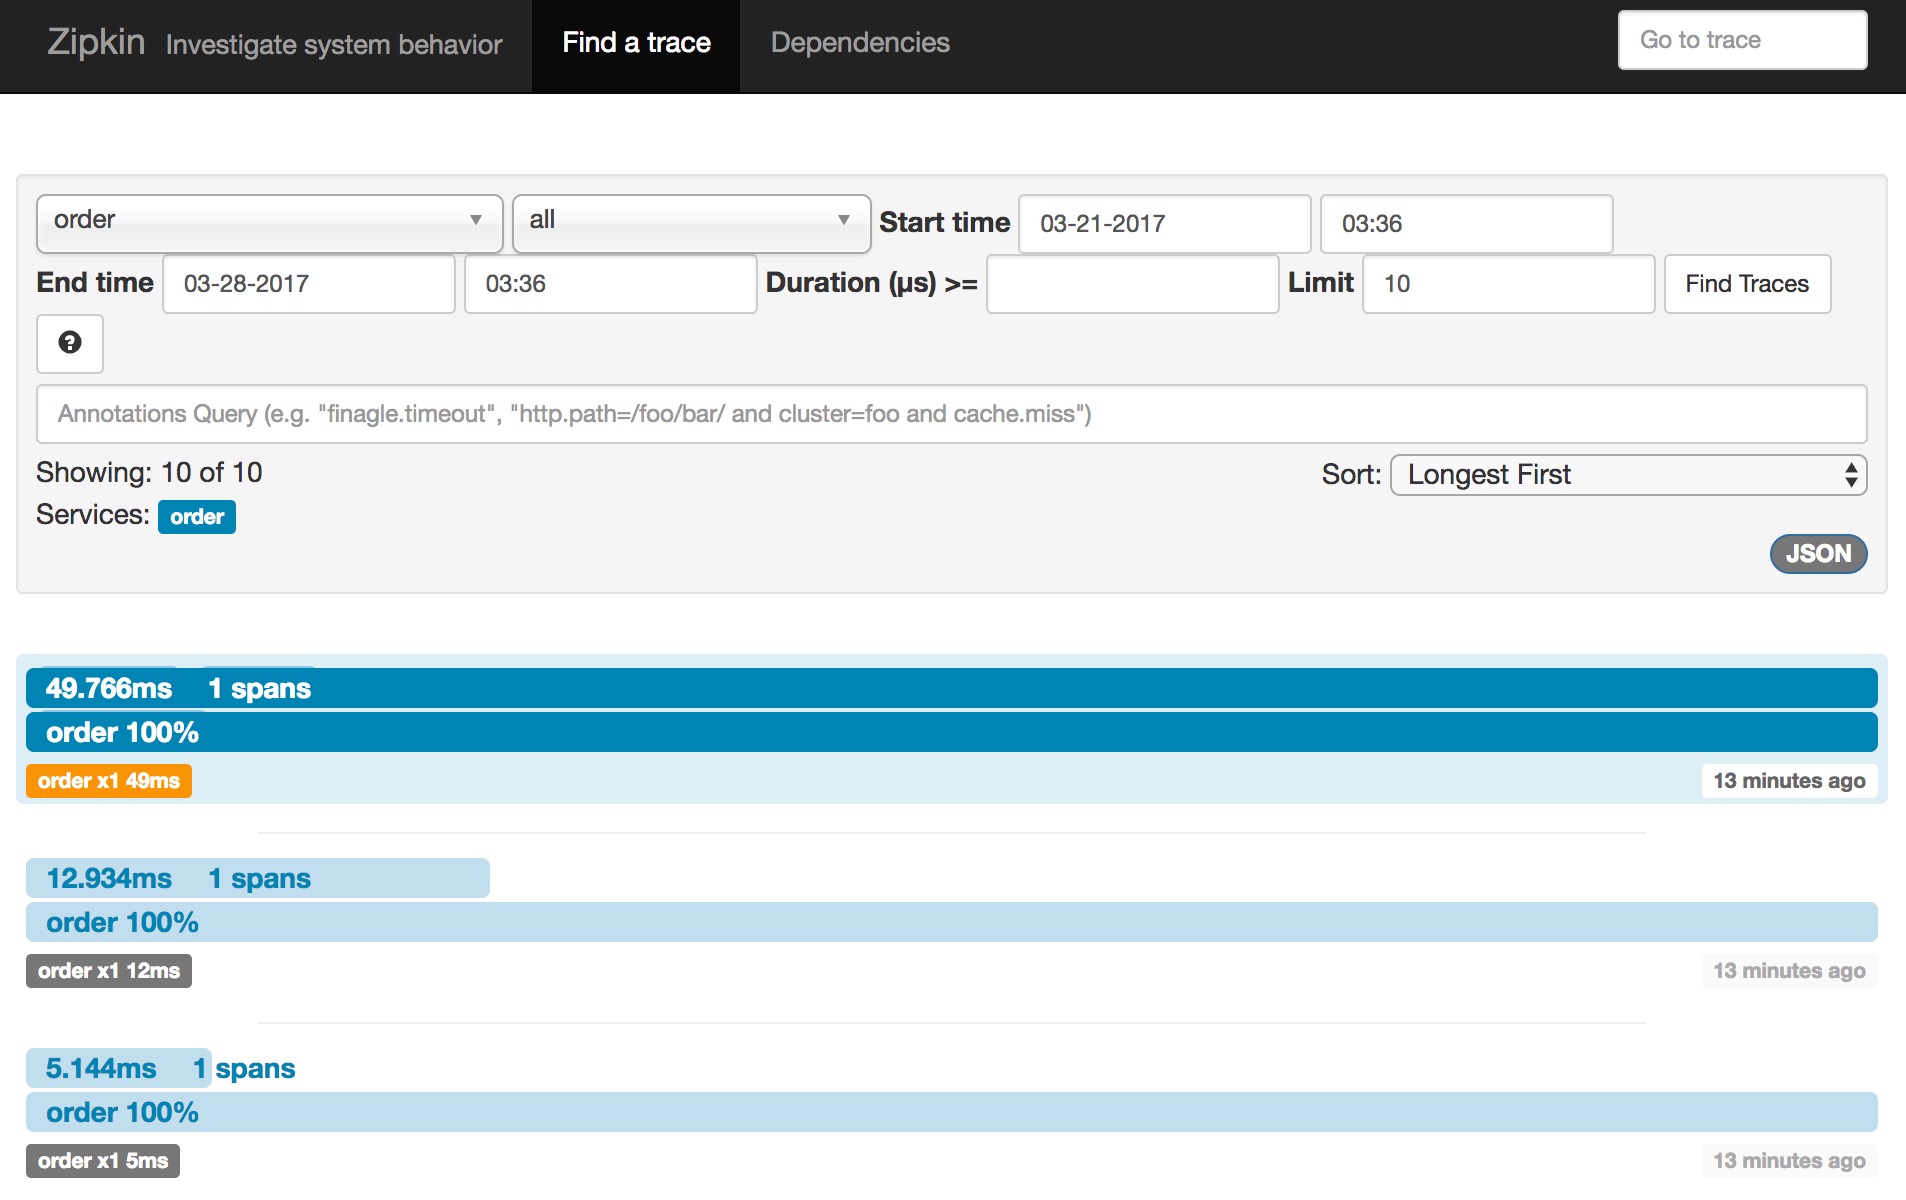 Zipkin Investigate system behavior Find a trace Dependencies Go to trace
order all Start time 03-21-2017 03:36
End time 03-28-2017 03:36 Duration (µs) >= Limit 10 Find Traces
?
Annotations Query (e.g. "finagle.timeout", "http.path=/foo/bar/ and cluster=foo and cache.miss")
Showing: 10 of 10 Sort: Longest First
Services: order
JSON
49.766ms 1 spans
order 100%
order x1 49ms 13 minutes ago
12.934ms 1 spans
order 100%
order x1 12ms 13 minutes ago
5.144ms 1 spans
order 100%
order x1 5ms 13 minutes ago